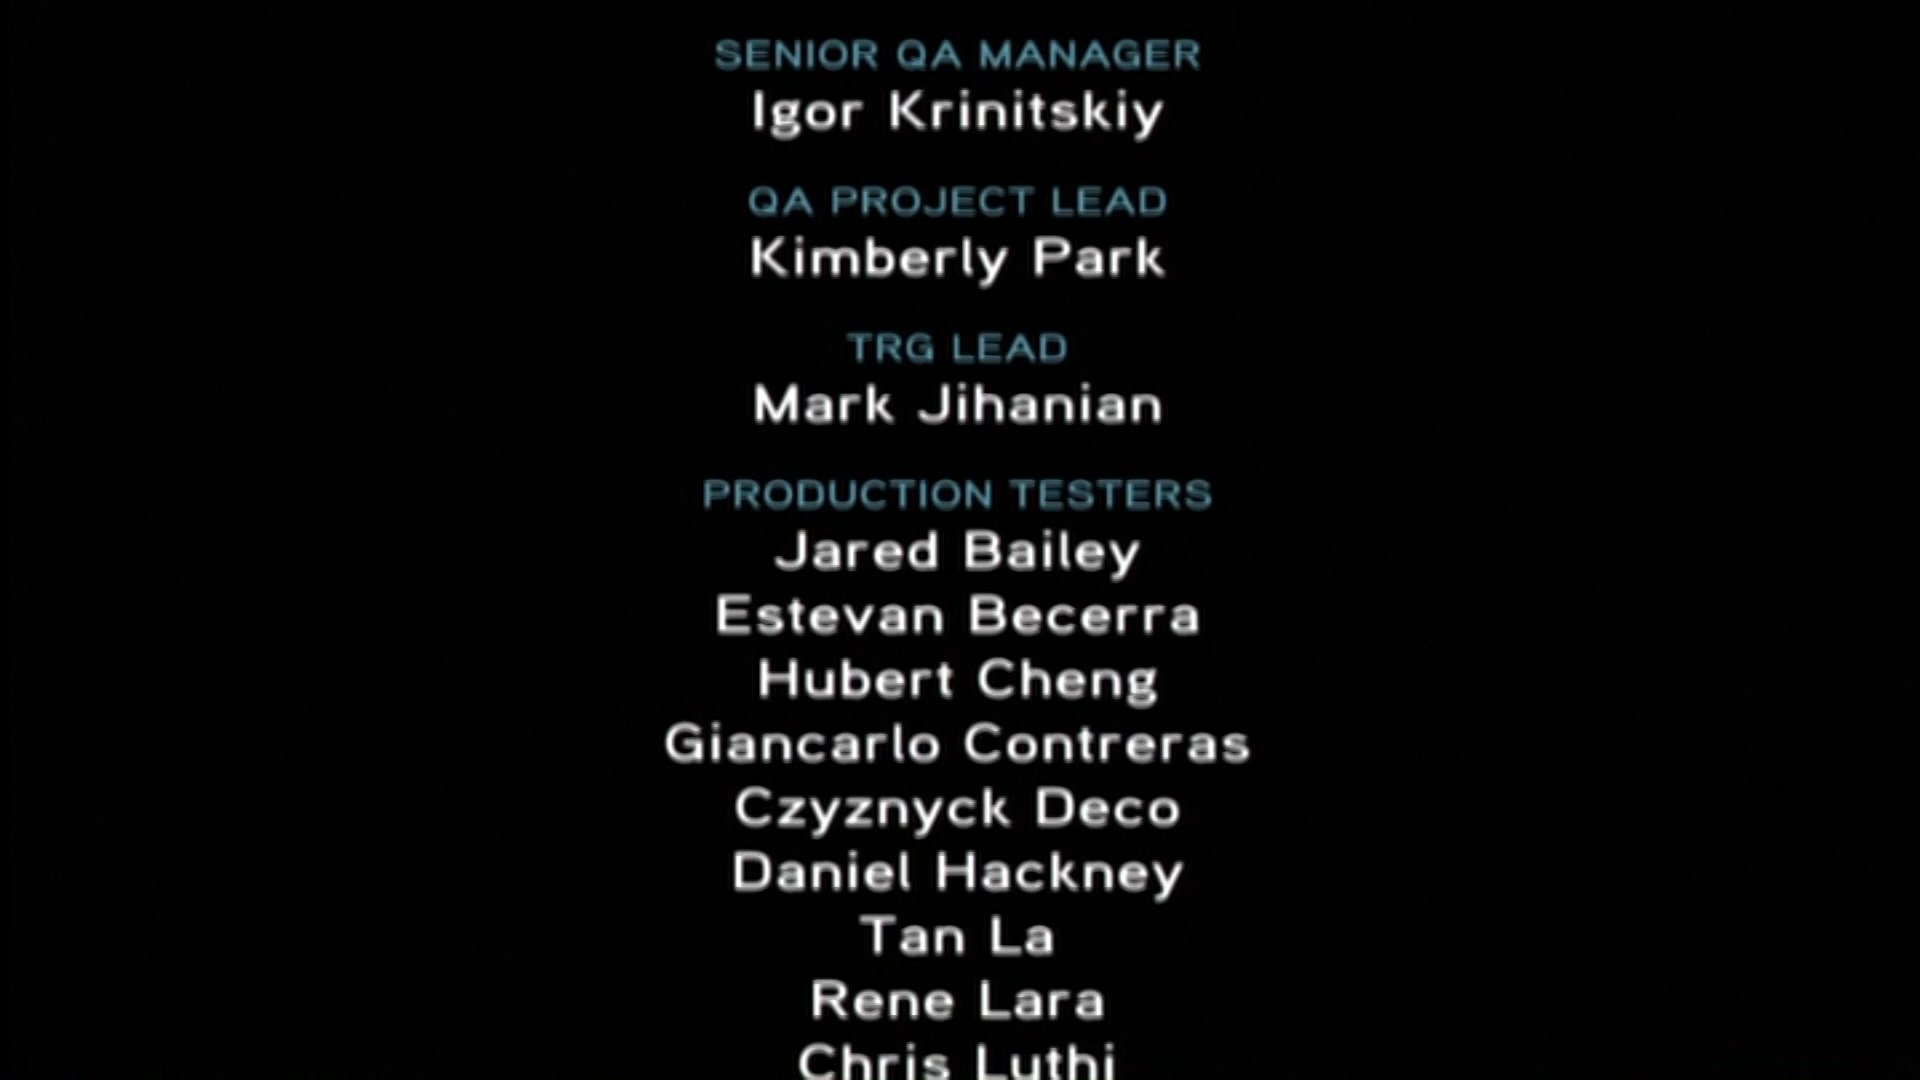 SENIOR QA MANAGER
Igor Krinitskiy
QA PROJECT LEAD
Kimberly Park
TRG LEAD
Mark Jihanian
PRODUCTION TESTERS
Jared Bailey
Estevan Becerra
Hubert Cheng
Giancarlo Contreras
Czyznyck Deco
Daniel Hackney
Tan La
Rene Lara
Chris Luthi